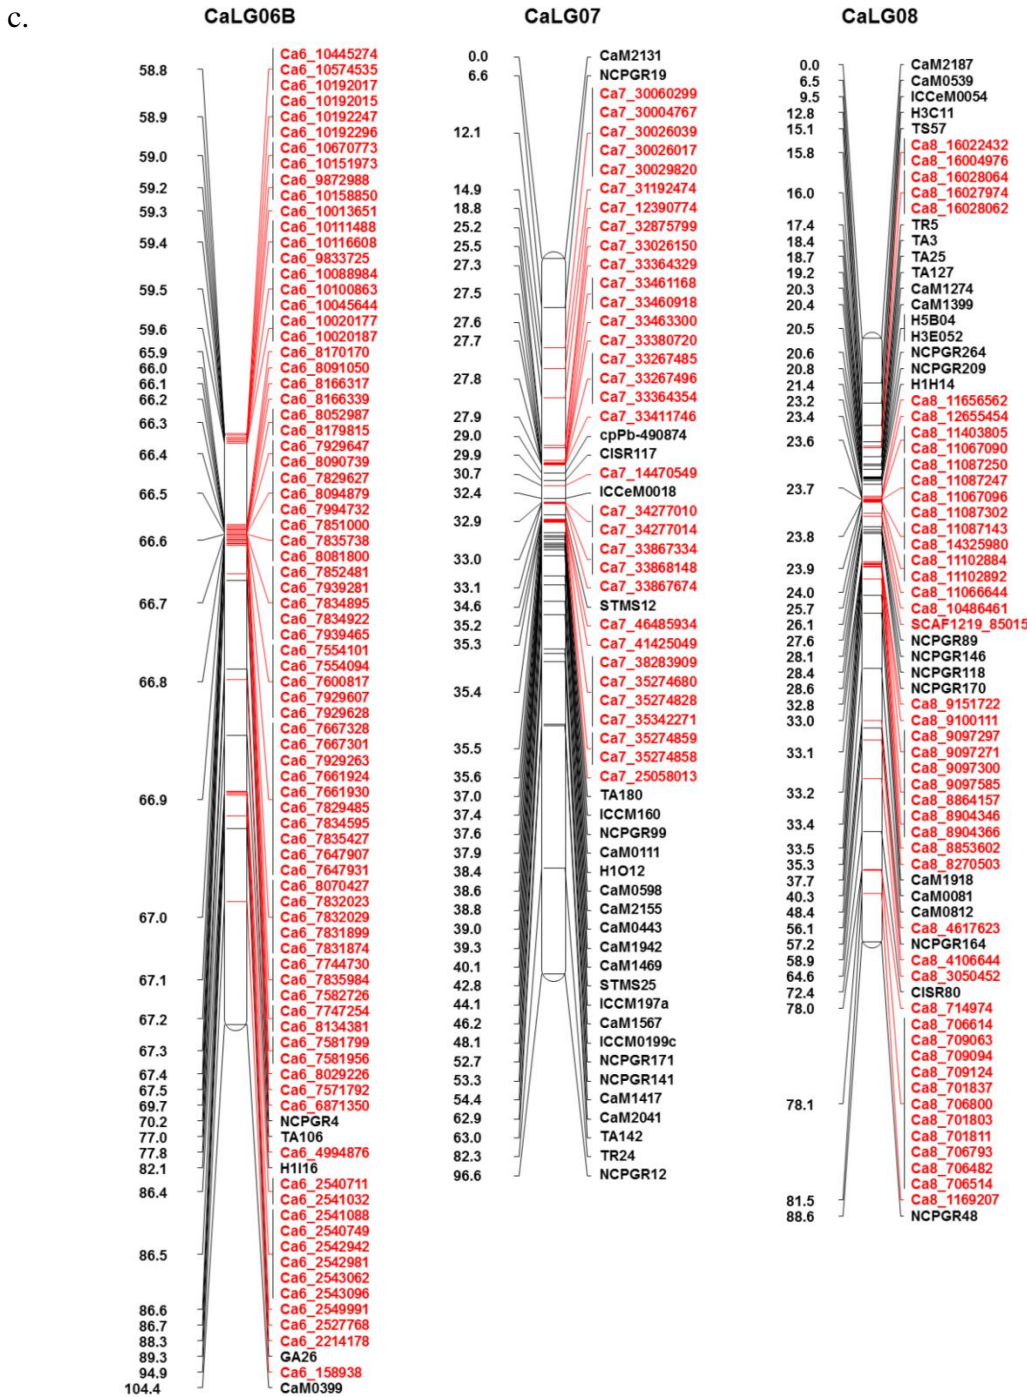 c.
CaLG06B
58.8
58.9
59.0
59.2
59.3
59.4
59.5
59.6
65.9
66.0
66.1
66.2
66.3
66.4
66.5
66.6
66.7
66.8
66.9
67.0
67.1
67.2
67.3
67.4
67.5
69.7
70.2
77.0
77.8
82.1
86.4
86.5
86.6
86.7
88.3
89.3
94.9
104.4
Ca6_10445274
Ca6_10574535
Ca6_10192017
Ca6_10192015
Ca6_10192247
Ca6_10192296
Ca6_10670773
Ca6_10151973
Ca6_9872988
Ca6_10158850
Ca6_10013651
Ca6_10111488
Ca6_10116608
Ca6_9833725
Ca6_10088984
Ca6_10100863
Ca6_10045644
Ca6_10020177
Ca6_10020187
Ca6_8170170
Ca6_8091050
Ca6_8166317
Ca6_8166339
Ca6_8052987
Ca6_8179815
Ca6_7929647
Ca6_8090739
Ca6_7829627
Ca6_8094879
Ca6_7994732
Ca6_7851000
Ca6_7835738
Ca6_8081800
Ca6_7852481
Ca6_7939281
Ca6_7834895
Ca6_7834922
Ca6_7939465
Ca6_7554101
Ca6_7554094
Ca6_7600817
Ca6_7929607
Ca6_7929628
Ca6_7667328
Ca6_7667301
Ca6_7929263
Ca6_7661924
Ca6_7661930
Ca6_7829485
Ca6_7834595
Ca6_7835427
Ca6_7647907
Ca6_7647931
Ca6_8070427
Ca6_7832023
Ca6_7832029
Ca6_7831899
Ca6_7831874
Ca6_7744730
Ca6_7835984
Ca6_7582726
Ca6_7747254
Ca6_8134381
Ca6_7581799
Ca6_7581956
Ca6_8029226
Ca6_7571792
Ca6_6871350
NCPGR4
TA106
Ca6_4994876
H1I16
Ca6_2540711
Ca6_2541032
Ca6_2541088
Ca6_2540749
Ca6_2542942
Ca6_2542981
Ca6_2543062
Ca6_2543096
Ca6_2549991
Ca6_2527768
Ca6_2214178
GA26
Ca6_158938
CaM0399
CaLG07
0.0
6.6
12.1
14.9
18.8
25.2
25.5
27.3
27.5
27.6
27.7
27.8
27.9
29.0
29.9
30.7
32.4
32.9
33.0
33.1
34.6
35.2
35.3
35.4
35.5
35.6
37.0
37.4
37.6
37.9
38.4
38.6
38.8
39.0
39.3
40.1
42.8
44.1
46.2
48.1
52.7
53.3
54.4
62.9
63.0
82.3
96.6
CaM2131
NCPGR19
Ca7_30060299
Ca7_30004767
Ca7_30026039
Ca7_30026017
Ca7_30029820
Ca7_31192474
Ca7_12390774
Ca7_32875799
Ca7_33026150
Ca7_33364329
Ca7_33461168
Ca7_33460918
Ca7_33463300
Ca7_33380720
Ca7_33267485
Ca7_33267496
Ca7_33364354
Ca7_33411746
cpPb-490874
CISR117
Ca7_14470549
ICCeM0018
Ca7_34277010
Ca7_34277014
Ca7_33867334
Ca7_33868148
Ca7_33867674
STMS12
Ca7_46485934
Ca7_41425049
Ca7_38283909
Ca7_35274680
Ca7_35274828
Ca7_35342271
Ca7_35274859
Ca7_35274858
Ca7_25058013
TA180
ICCM160
NCPGR99
CaM0111
H1O12
CaM0598
CaM2155
CaM0443
CaM1942
CaM1469
STMS25
ICCM197a
CaM1567
ICCM0199c
NCPGR171
NCPGR141
CaM1417
CaM2041
TA142
TR24
NCPGR12
CaLG08
0.0
6.5
9.5
12.8
15.1
15.8
16.0
17.4
18.4
18.7
19.2
20.3
20.4
20.5
20.6
20.8
21.4
23.2
23.4
23.6
23.7
23.8
23.9
24.0
25.7
26.1
27.6
28.1
28.4
28.6
32.8
33.0
33.1
33.2
33.4
33.5
35.3
37.7
40.3
48.4
56.1
57.2
58.9
64.6
72.4
78.0
78.1
81.5
88.6
CaM2187
CaM0539
ICCeM0054
H3C11
TS57
Ca8_16022432
Ca8_16004976
Ca8_16028064
Ca8_16027974
Ca8_16028062
TR5
TA3
TA25
TA127
CaM1274
CaM1399
H5B04
H3E052
NCPGR264
NCPGR209
H1H14
Ca8_11656562
Ca8_12655454
Ca8_11403805
Ca8_11067090
Ca8_11087250
Ca8_11087247
Ca8_11067096
Ca8_11087302
Ca8_11087143
Ca8_14325980
Ca8_11102884
Ca8_11102892
Ca8_11066644
Ca8_10486461
SCAF1219_85015
NCPGR89
NCPGR146
NCPGR118
NCPGR170
Ca8_9151722
Ca8_9100111
Ca8_9097297
Ca8_9097271
Ca8_9097300
Ca8_9097585
Ca8_8864157
Ca8_8904346
Ca8_8904366
Ca8_8853602
Ca8_8270503
CaM1918
CaM0081
CaM0812
Ca8_4617623
NCPGR164
Ca8_4106644
Ca8_3050452
CISR80
Ca8_714974
Ca8_706614
Ca8_709063
Ca8_709094
Ca8_709124
Ca8_701837
Ca8_706800
Ca8_701803
Ca8_701811
Ca8_706793
Ca8_706482
Ca8_706514
Ca8_1169207
NCPGR48